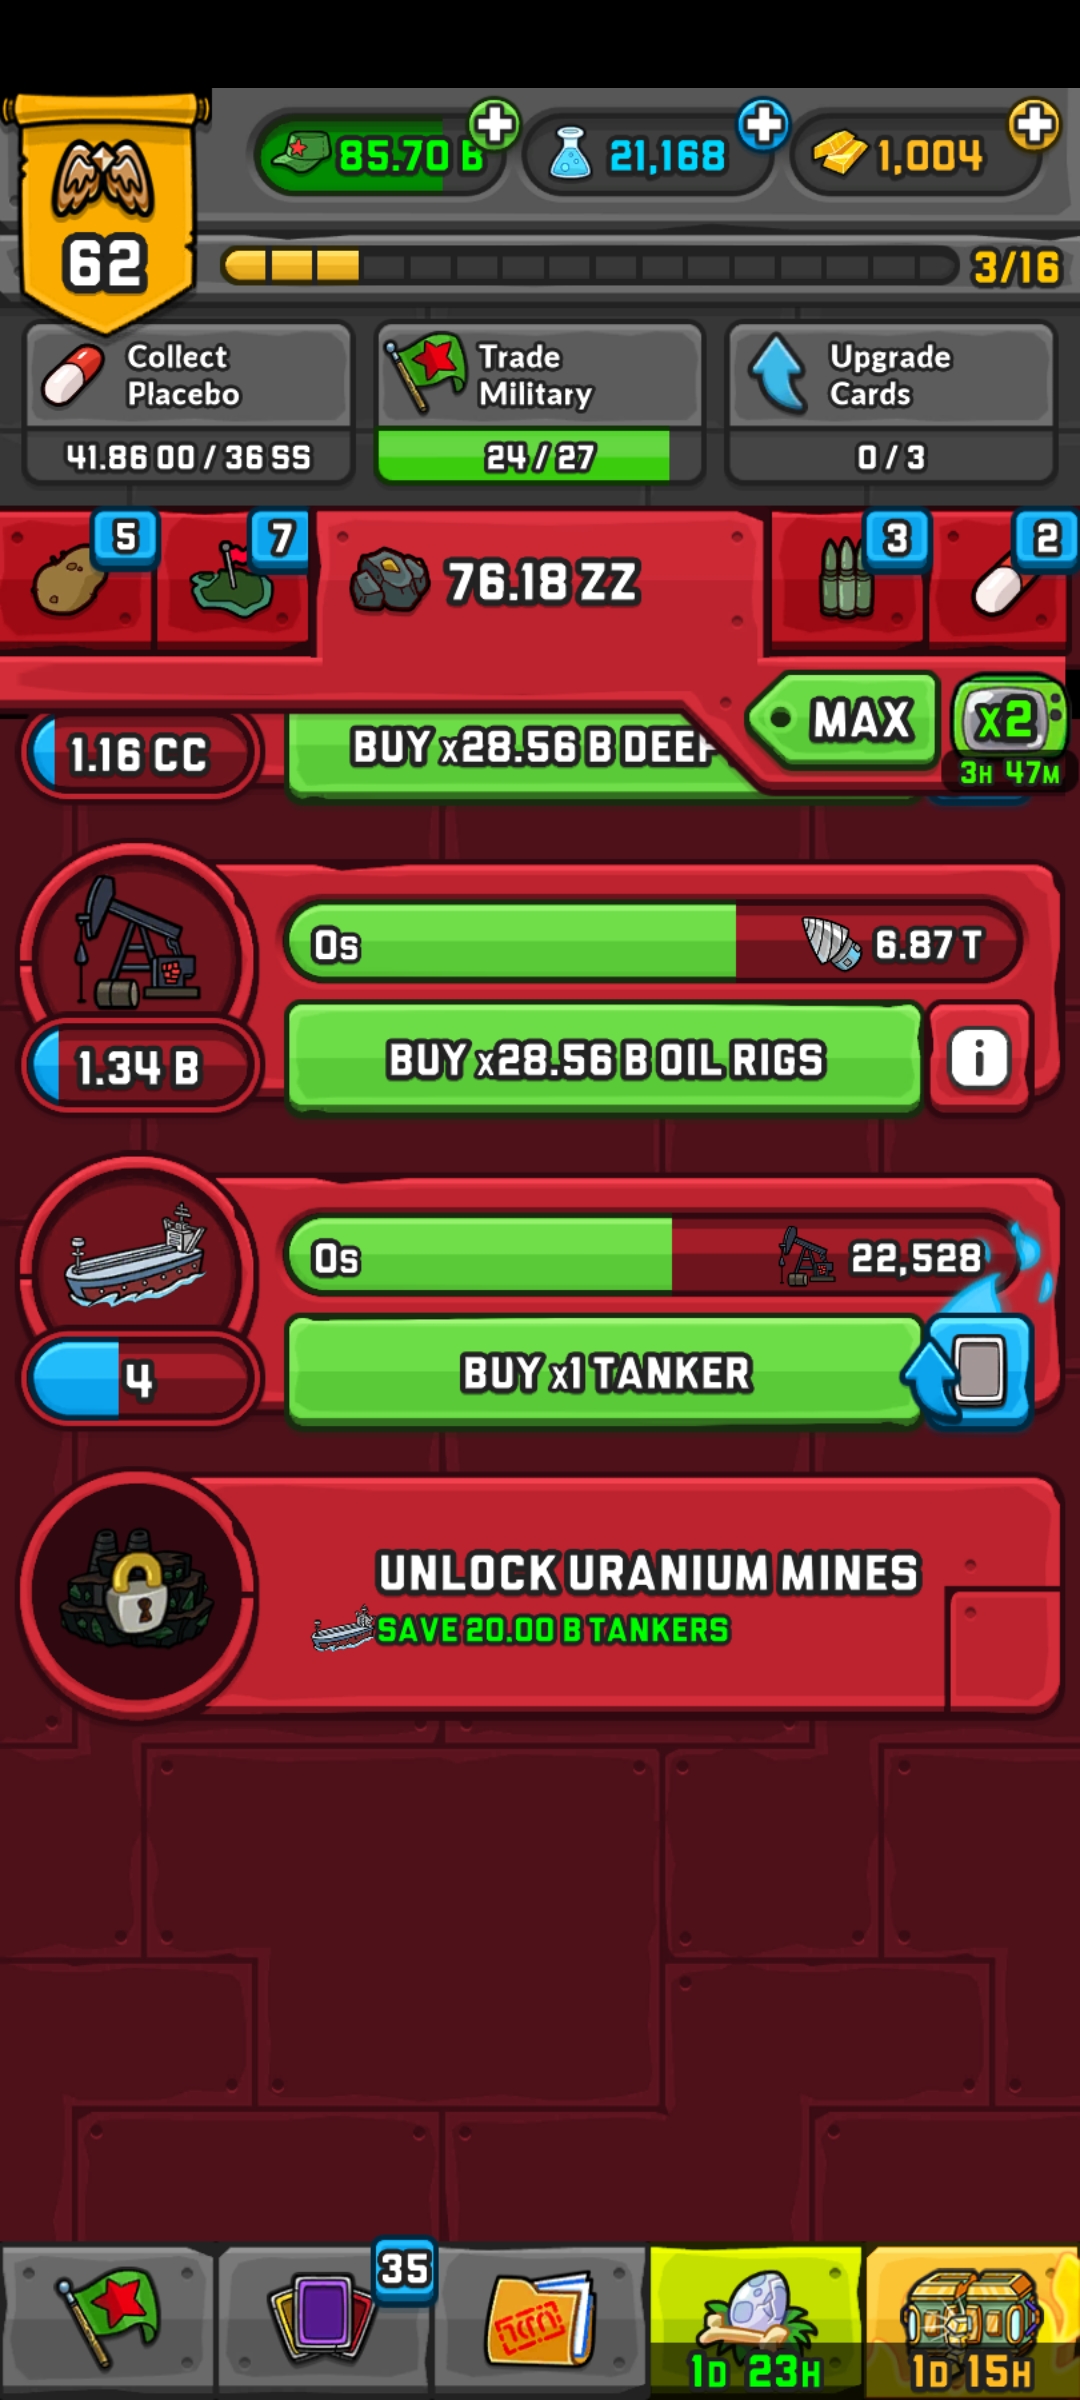 85.70 B
21,168
1,004
62
3/16
Collect
Placebo
41.86 OO / 36 SS
Trade
Military
24 / 27
Upgrade
Cards
0 / 3
5
7
76.18 ZZ
3
2
MAX
x2
3H 47M
1.16 CC
BUY x28.56 B DEEP
0s
6.87 T
1.34 B
BUY x28.56 B OIL RIGS
i
0s
22,528
4
BUY x1 TANKER
UNLOCK URANIUM MINES
SAVE 20.00 B TANKERS
35
1D 23H
1D 15H